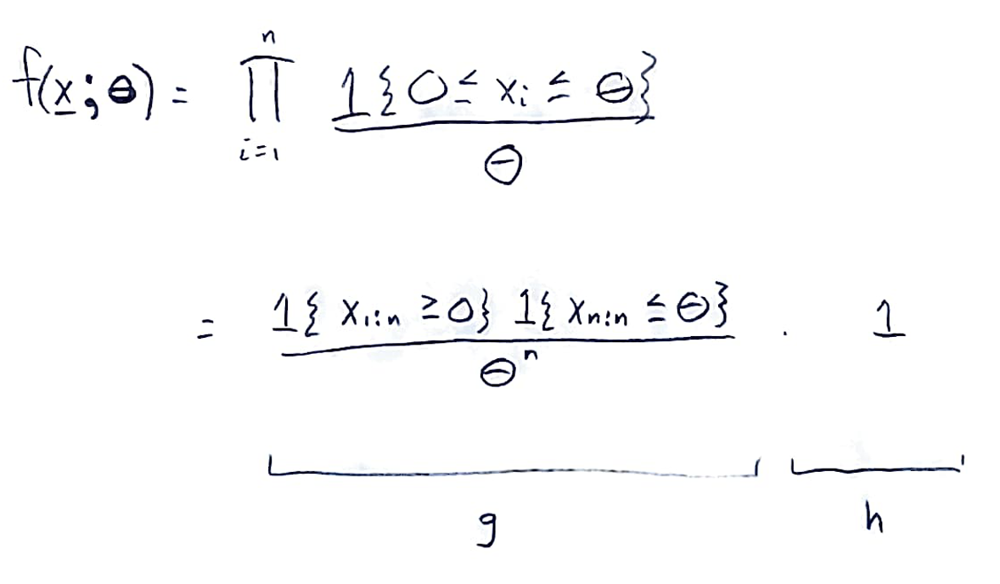 f(x;θ) = ∏_{i=1}^{n} 1{0 ≤ xᵢ ≤ θ} / θ
= 1{x₁:ₙ ≥ 0} 1{xₙ:ₙ ≤ θ} / θⁿ · 1
g h